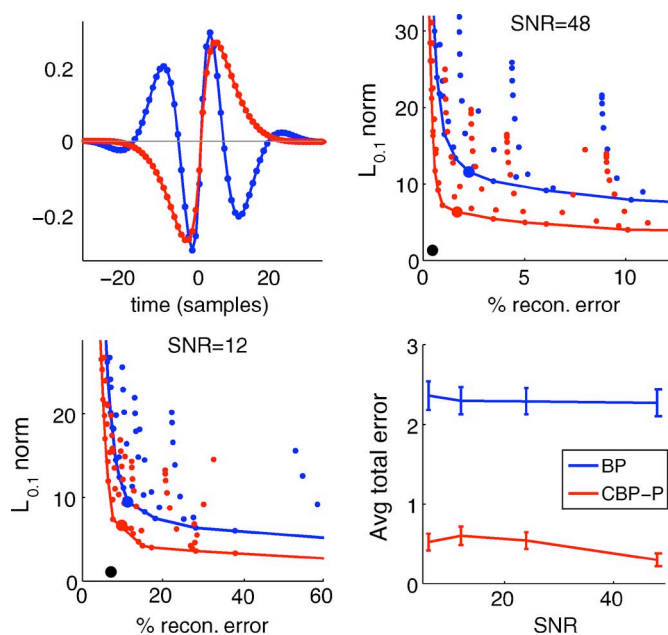 0.2
0
−0.2
−20
0
20
time (samples)
SNR=48
L0.1 norm
30
20
10
0
0
5
10
% recon. error
SNR=12
L0.1 norm
20
10
0
0
20
40
60
% recon. error
Avg total error
3
2
1
0
BP
CBP−P
20
40
SNR